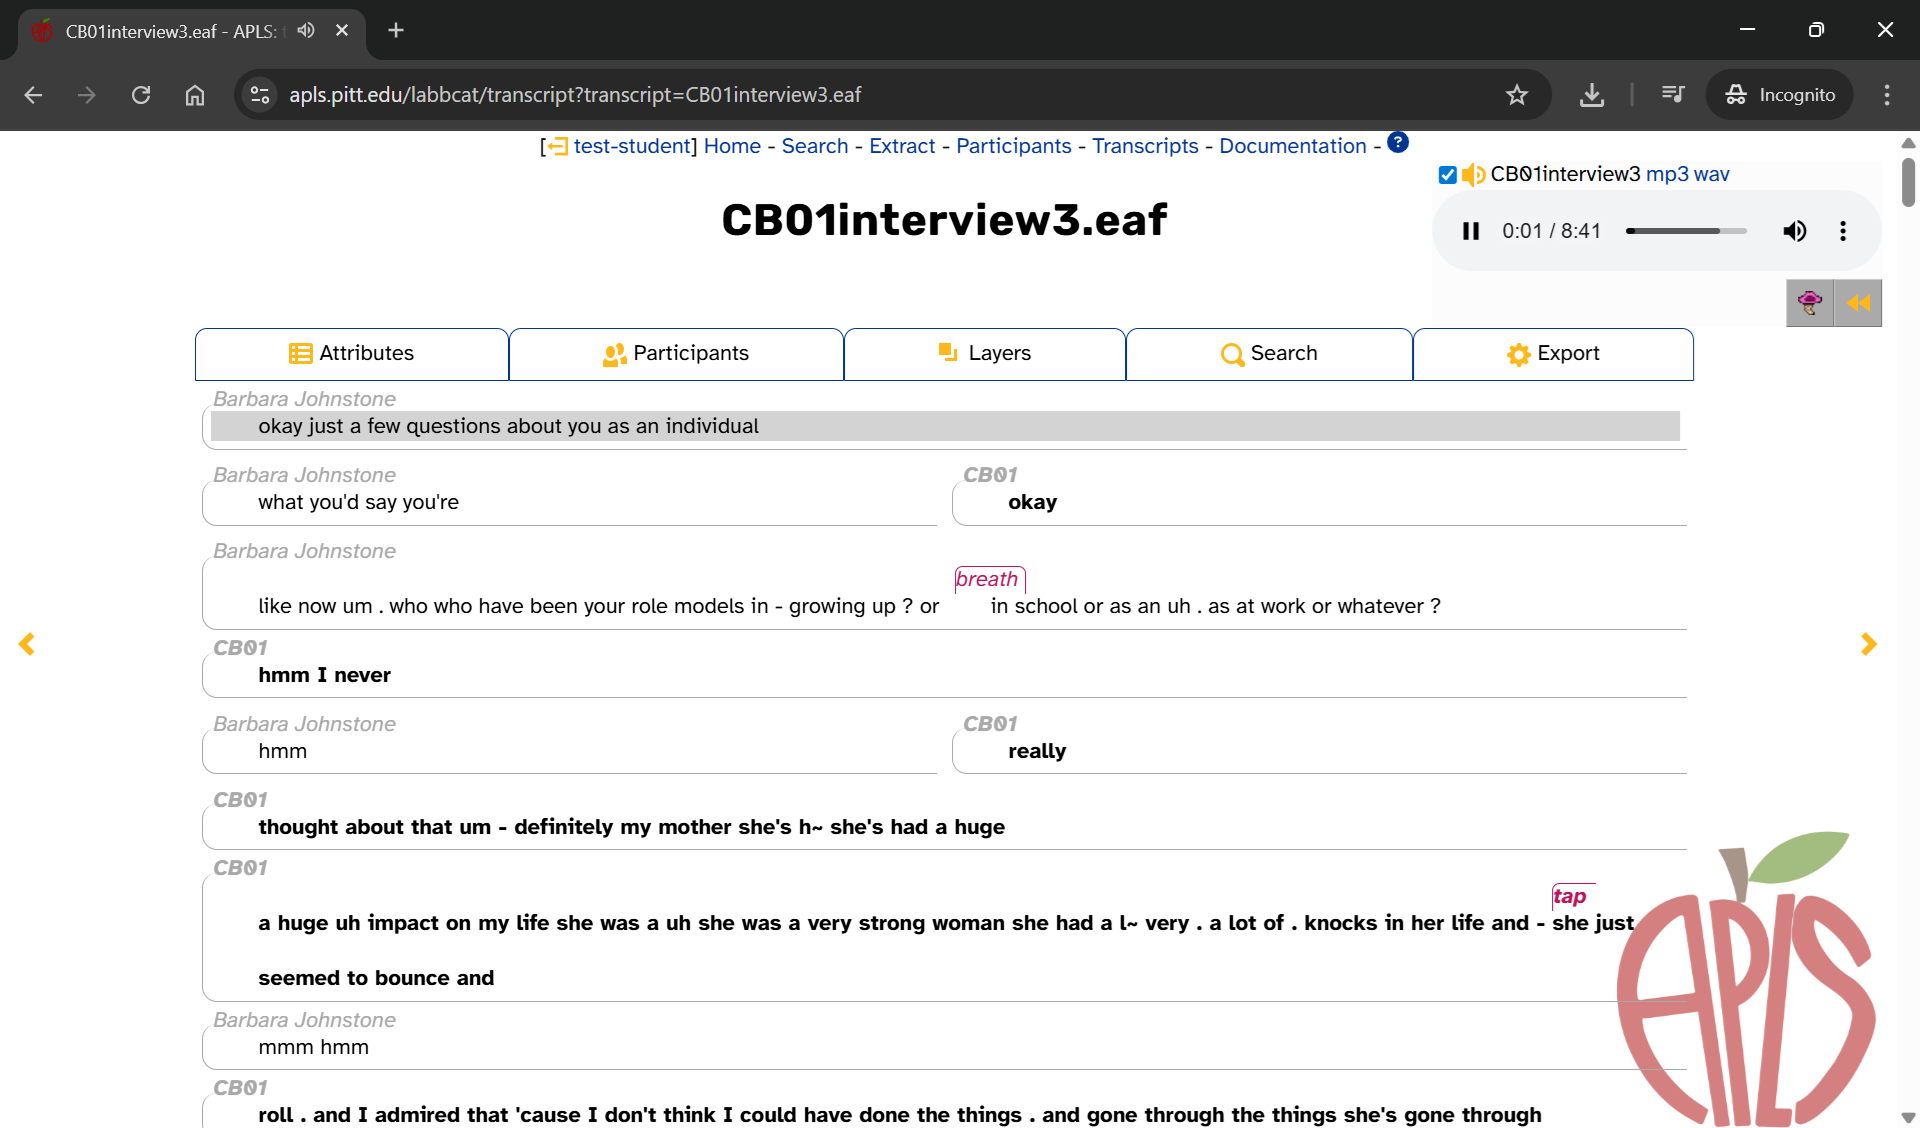 CB01interview3.eaf - APLS: t
apls.pitt.edu/labbcat/transcript?transcript=CB01interview3.eaf
Incognito
[ test-student] Home - Search - Extract - Participants - Transcripts - Documentation - ?
CB01interview3 mp3 wav
CB01interview3.eaf
0:01 / 8:41
Attributes
Participants
Layers
Search
Export
Barbara Johnstone
okay just a few questions about you as an individual
Barbara Johnstone
what you'd say you're
CB01
okay
Barbara Johnstone
breath
like now um . who who have been your role models in - growing up ? or in school or as an uh . as at work or whatever ?
CB01
hmm I never
Barbara Johnstone
hmm
CB01
really
CB01
thought about that um - definitely my mother she's h~ she's had a huge
CB01
tap
a huge uh impact on my life she was a uh she was a very strong woman she had a l~ very . a lot of . knocks in her life and - she just
seemed to bounce and
Barbara Johnstone
mmm hmm
CB01
roll . and I admired that 'cause I don't think I could have done the things . and gone through the things she's gone through
APLS